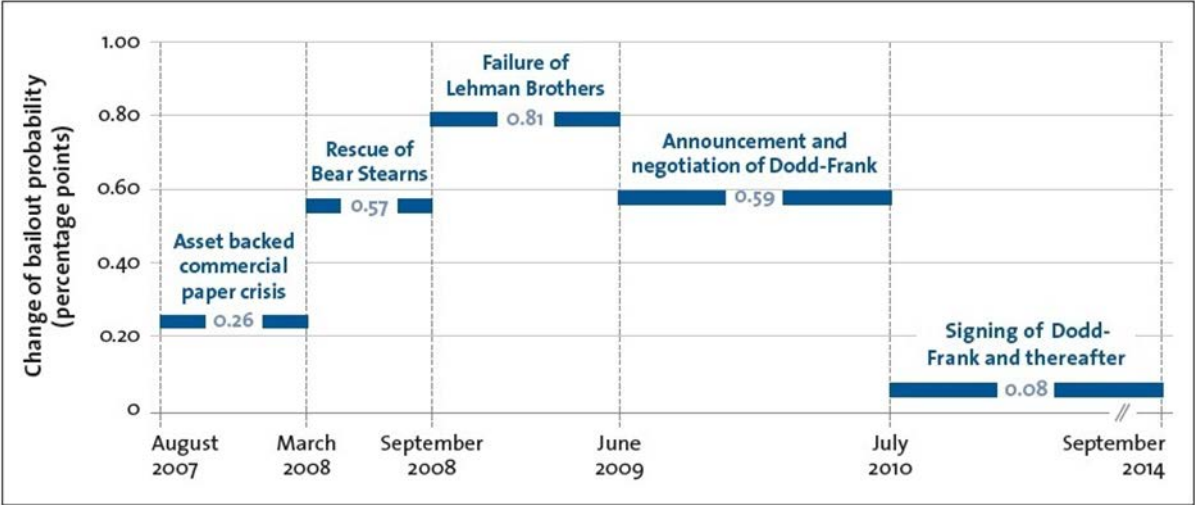 Change of bailout probability
(percentage points)
1.00
0.80
0.60
0.40
0.20
0
Asset backed
commercial
paper crisis
0.26
Rescue of
Bear Stearns
0.57
Failure of
Lehman Brothers
0.81
Announcement and
negotiation of Dodd-Frank
0.59
Signing of Dodd-
Frank and thereafter
0.08
August
2007
March
2008
September
2008
June
2009
July
2010
September
2014